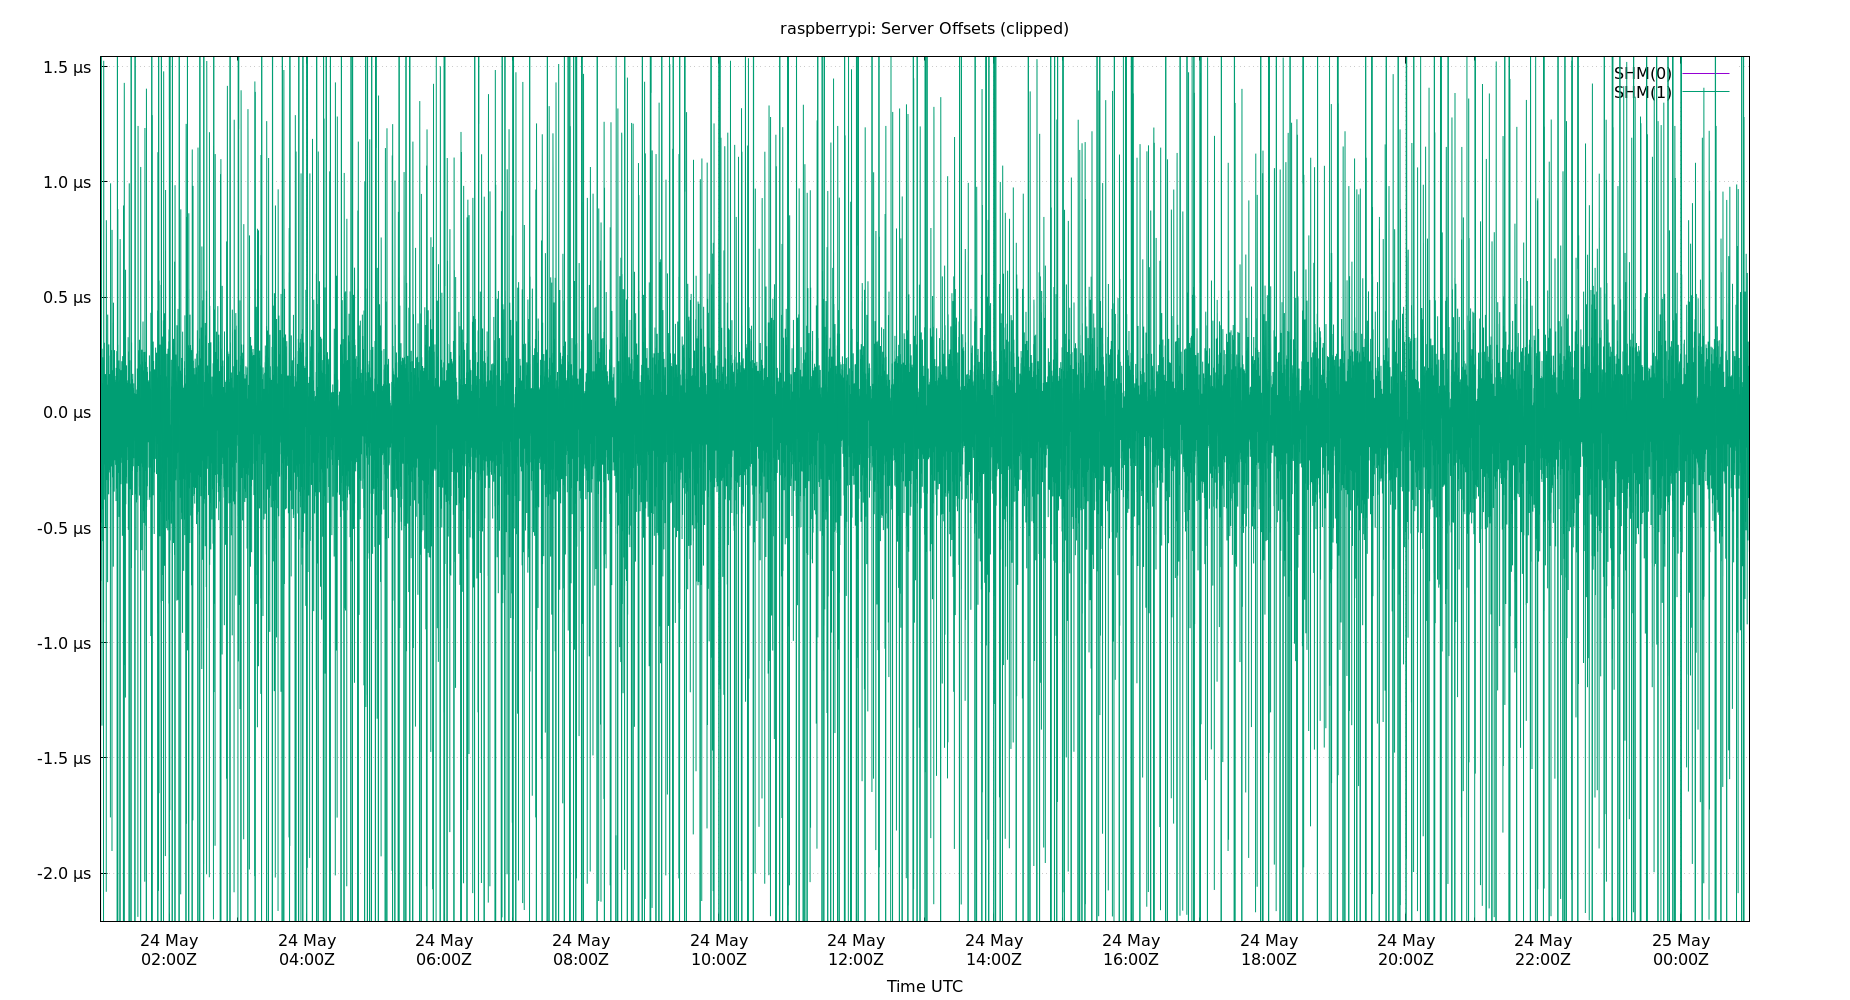 raspberrypi: Server Offsets (clipped)
1.5 µs
1.0 µs
0.5 µs
0.0 µs
-0.5 µs
-1.0 µs
-1.5 µs
-2.0 µs
SHM(0)
SHM(1)
24 May 24 May 24 May 24 May 24 May 24 May 24 May 24 May 24 May 24 May 24 May 25 May
02:00Z 04:00Z 06:00Z 08:00Z 10:00Z 12:00Z 14:00Z 16:00Z 18:00Z 20:00Z 22:00Z 00:00Z
Time UTC